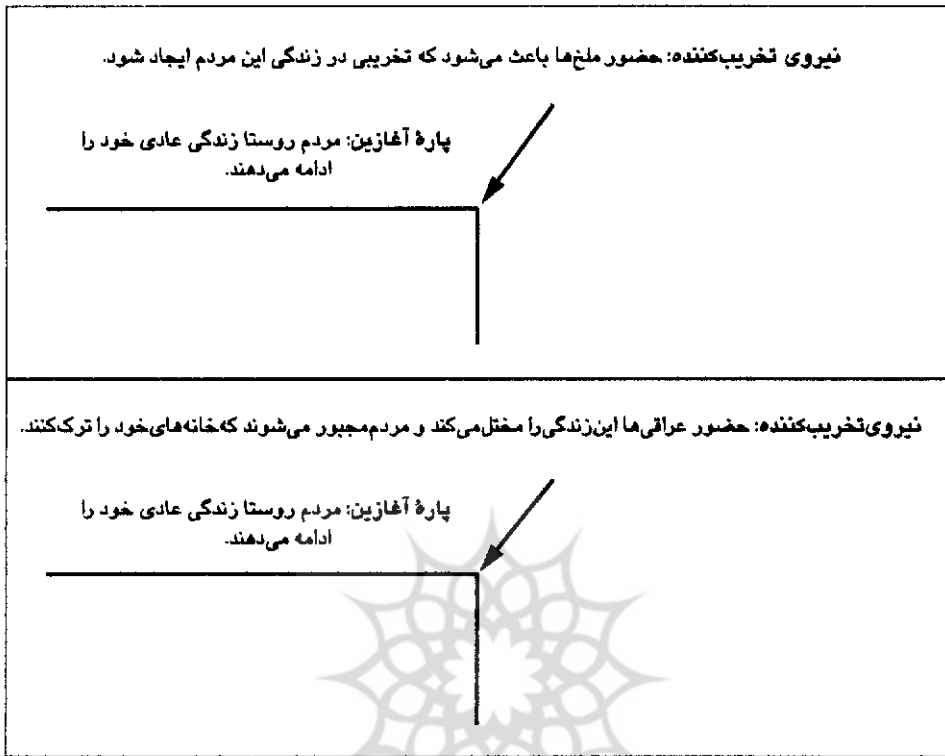 نیروی تخریب‌کننده: حضور ملخ‌ها باعث می‌شود که تخریبی در زندگی این مردم ایجاد شود.
پارهٔ آغازین: مردم روستا زندگی عادی خود را
ادامه می‌دهند.
نیروی تخریب‌کننده: حضور عراقی‌ها این زندگی را مختل می‌کند و مردم مجبور می‌شوند که خانه‌های خود را ترک کنند.
پارهٔ آغازین: مردم روستا زندگی عادی خود را
ادامه می‌دهند.